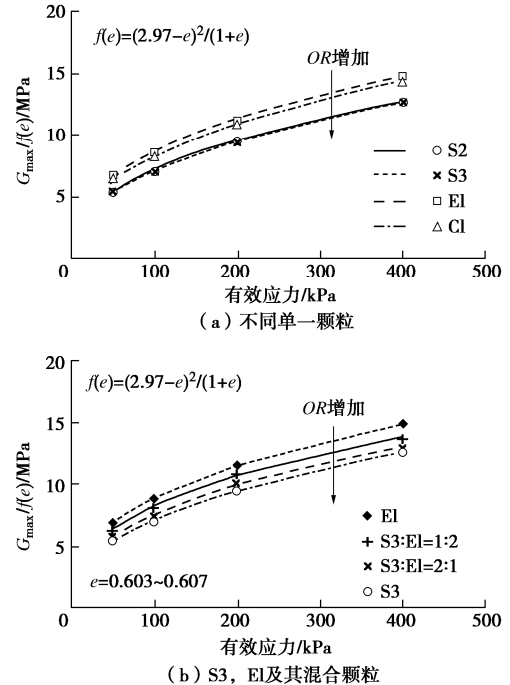 20
f(e)=(2.97−e)²/(1+e)
OR增加
15
10
5
Gmax/f(e)/MPa
S2
S3
El
Cl
0 100 200 300 400 500
有效应力/kPa
(a)不同单一颗粒
20
f(e)=(2.97−e)²/(1+e)
OR增加
15
10
5
Gmax/f(e)/MPa
El
S3:El=1:2
S3:El=2:1
S3
e=0.603~0.607
0 100 200 300 400 500
有效应力/kPa
(b)S3, El及其混合颗粒